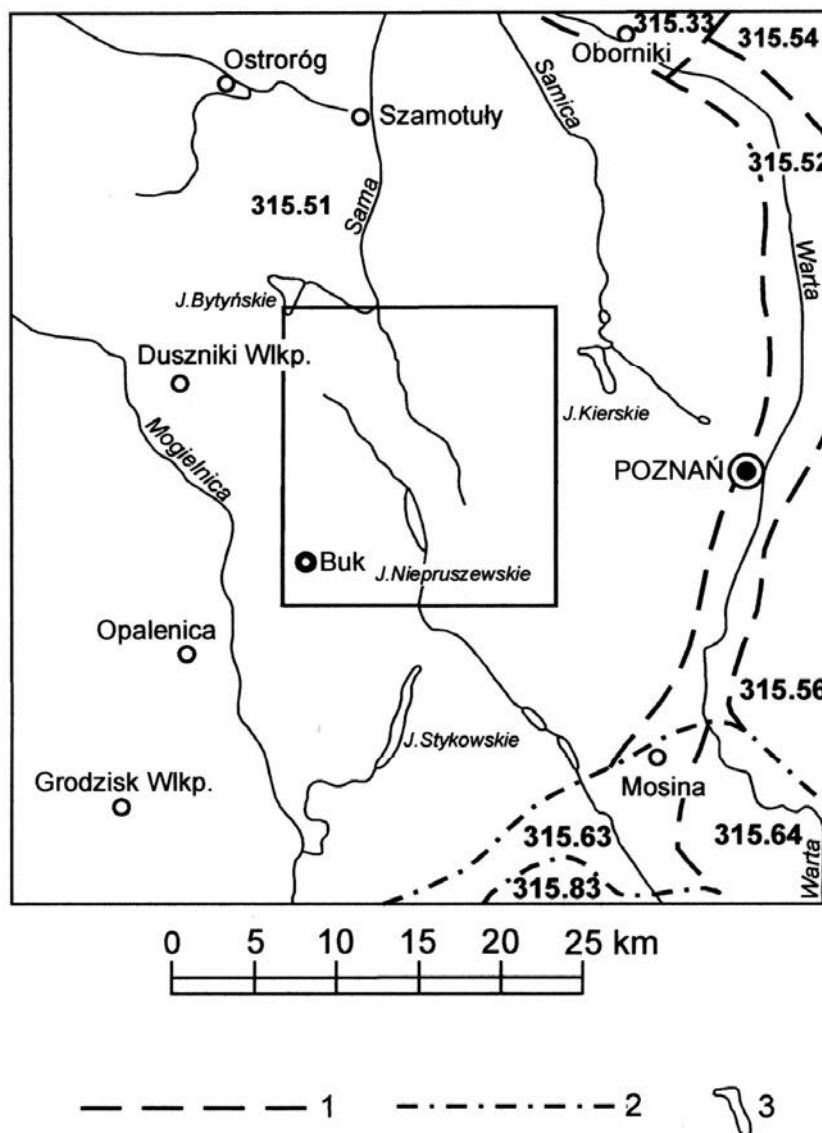 315.33
315.54
Oborniki
Ostroróg
Szamotuły
Samica
315.52
315.51
Sama
Warta
J.Bytyńskie
Duszniki Wlkp.
J.Kierskie
Mogielnica
POZNAŃ
Buk
J.Niepruszewskie
Opalenica
315.56
J.Stykowskie
Mosina
Grodzisk Wlkp.
315.63
315.64
315.83
Warta
0 5 10 15 20 25 km
1 2 3